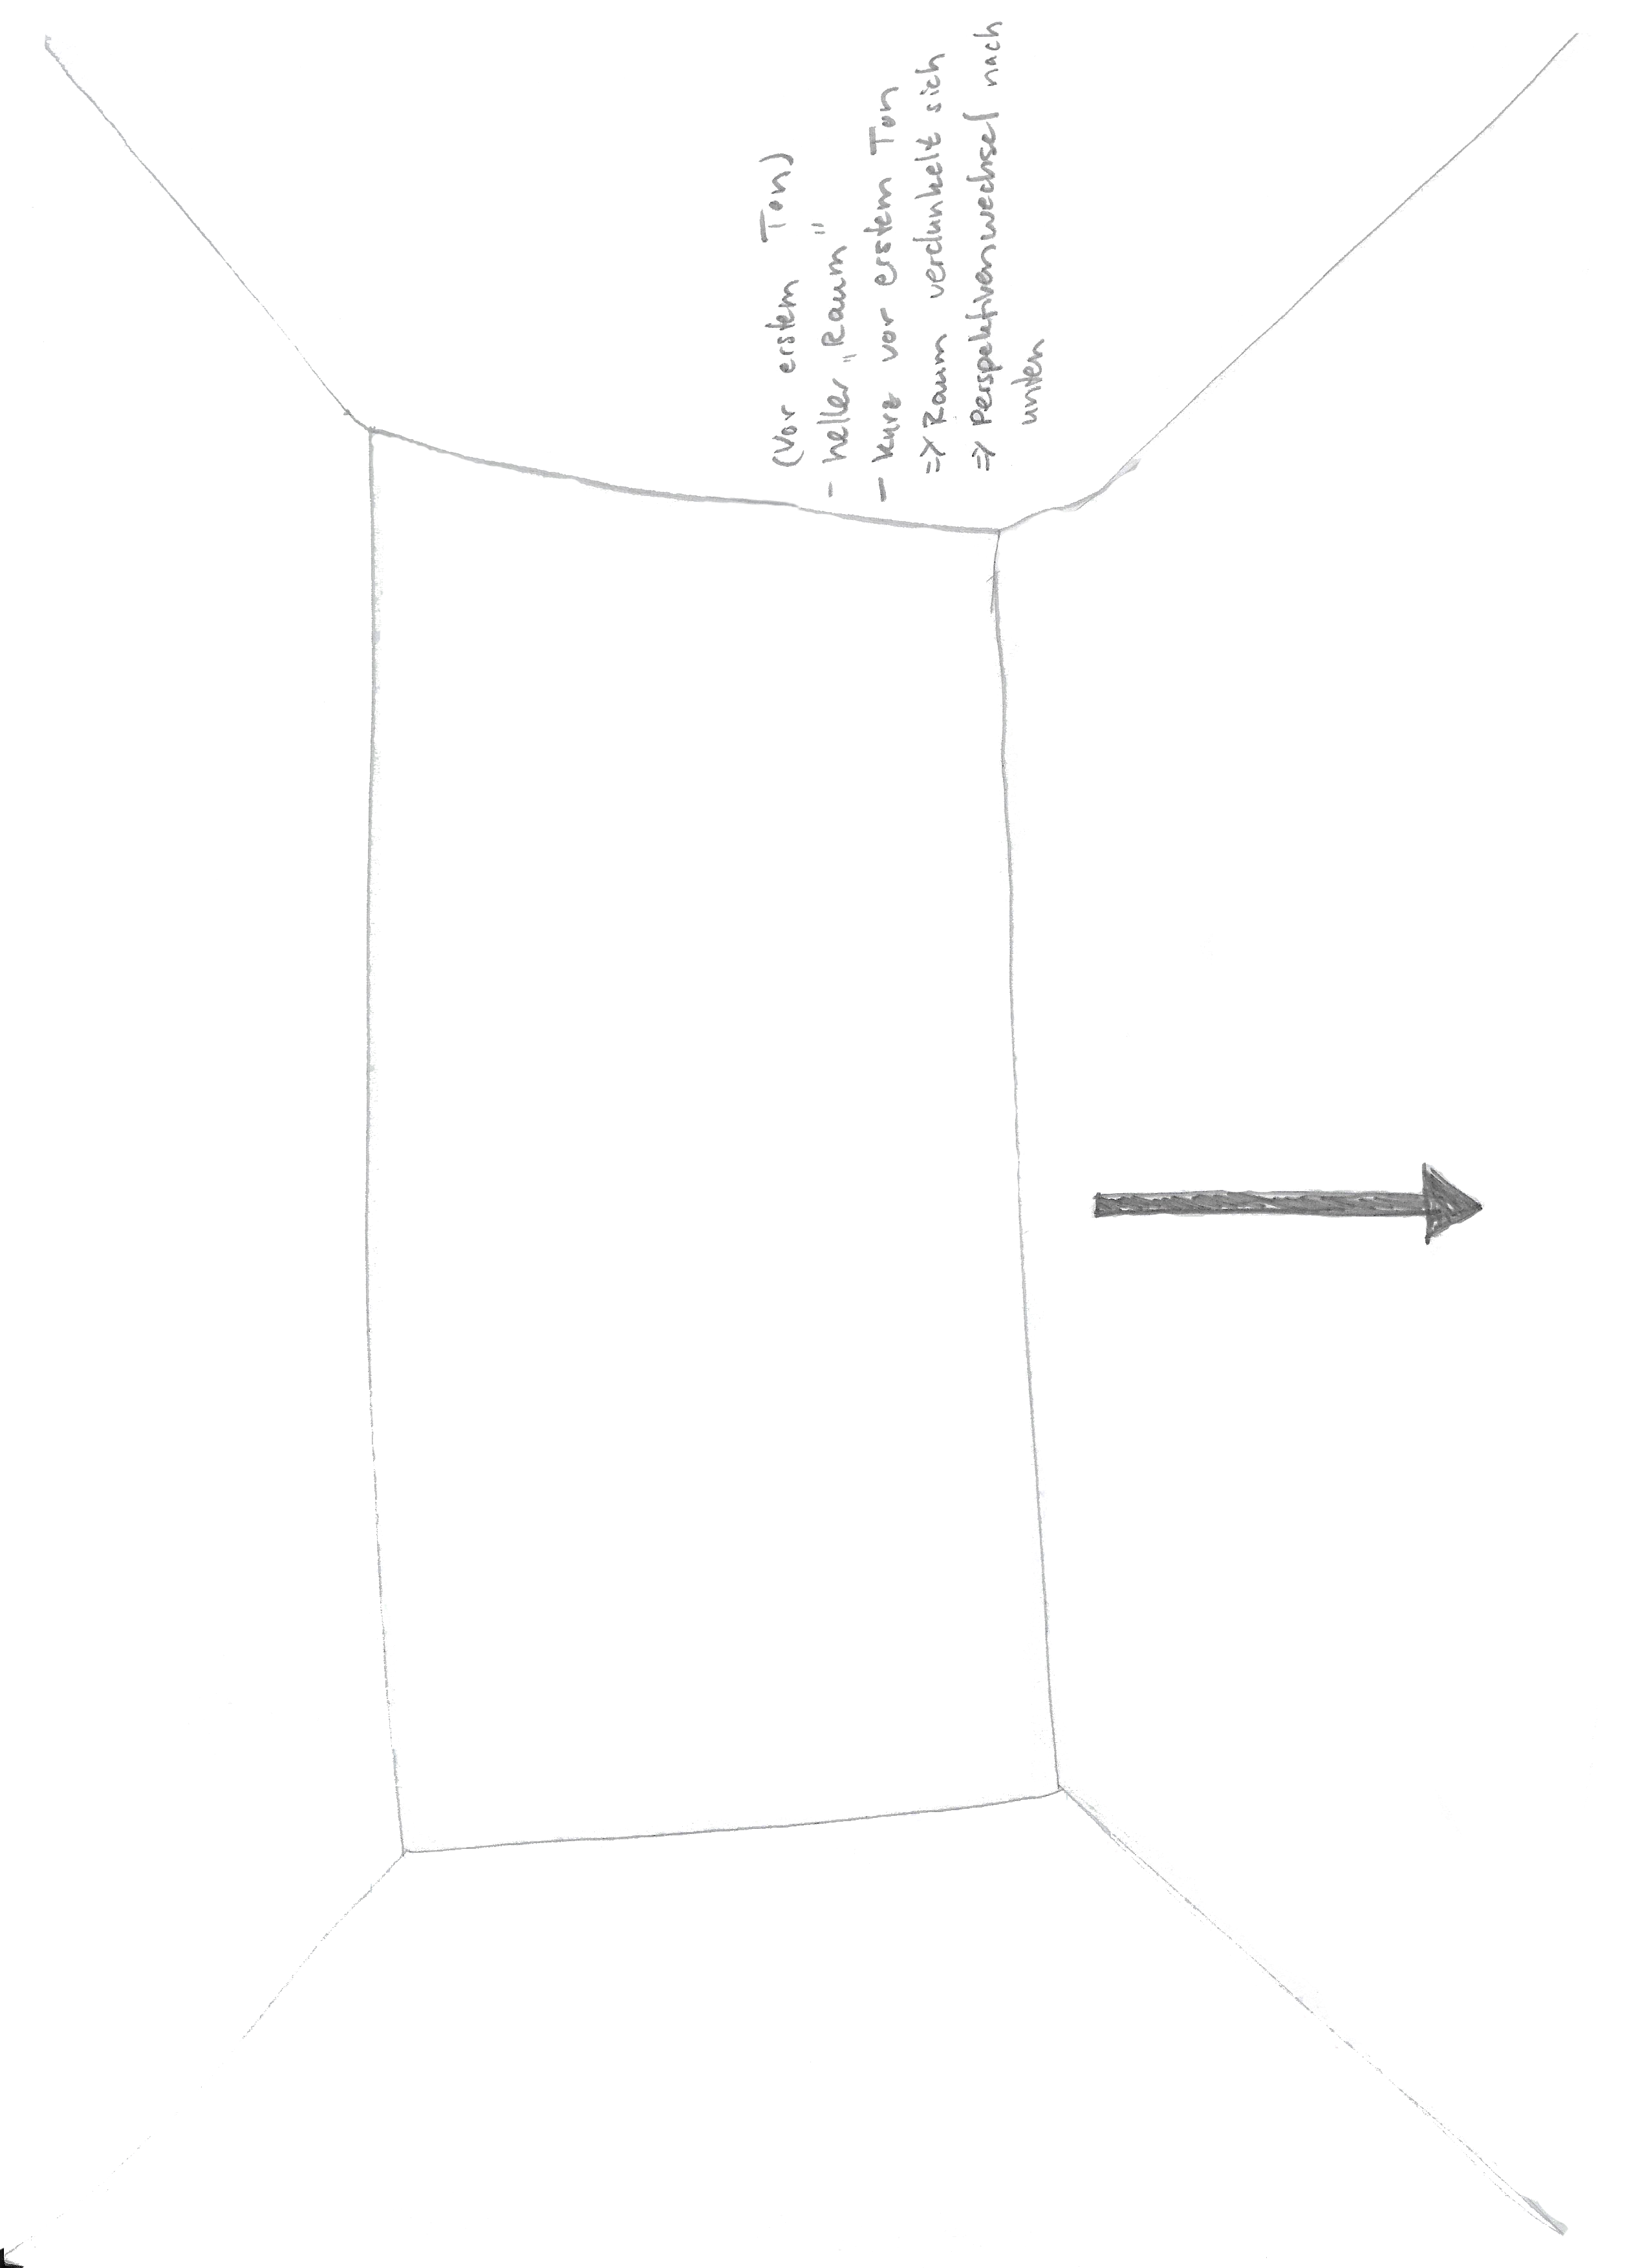 (Vor erstem Ton)
- heller „Raum"
- kurz vor erstem Ton
=> Raum verdunkelt sich
=> Perspektivenwechsel nach
unten